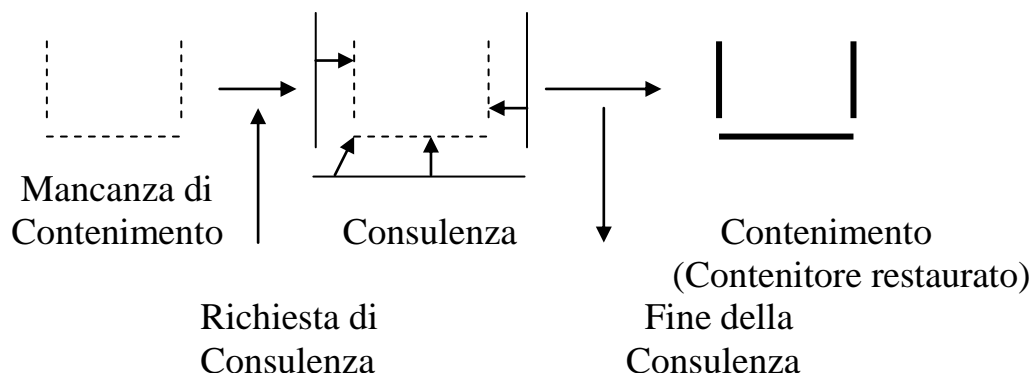 Mancanza di
Contenimento
Consulenza
Contenimento
(Contenitore restaurato)
Richiesta di
Consulenza
Fine della
Consulenza